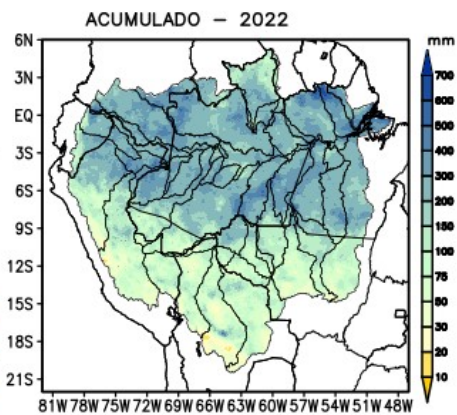 ACUMULADO – 2022
mm
6N
3N
EQ
3S
6S
9S
12S
15S
18S
21S
700
600
500
400
300
200
150
100
75
50
30
20
10
81W 78W 75W 72W 69W 66W 63W 60W 57W 54W 51W 48W